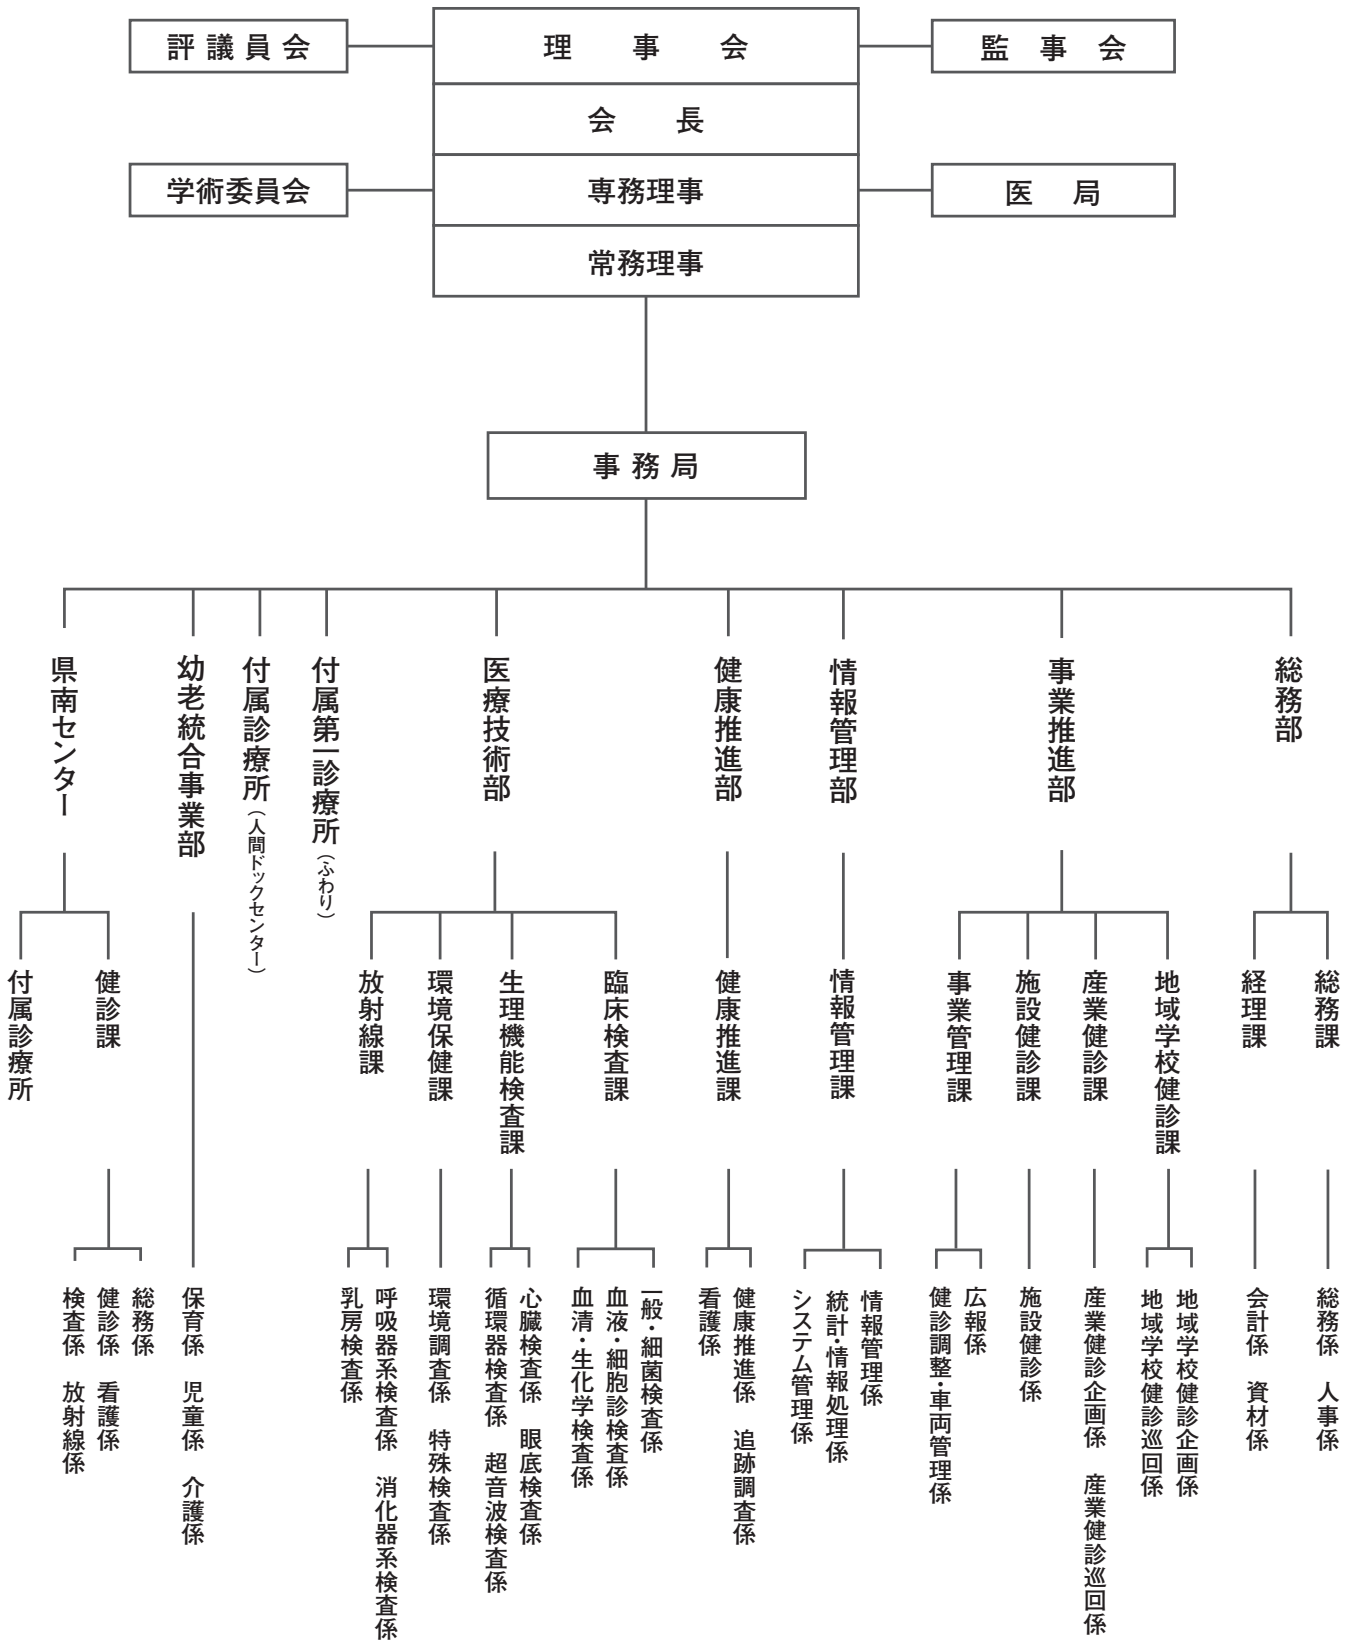 評議員会
理事会
監事会
会長
学術委員会
専務理事
医局
常務理事
事務局
総務部
事業推進部
情報管理部
健康推進部
医療技術部
付属第一診療所（ふわり）
付属診療所（人間ドックセンター）
幼老統合事業部
県南センター
総務課
経理課
地域学校健診課
産業健診課
施設健診課
事業管理課
情報管理課
健康推進課
臨床検査課
生理機能検査課
環境保健課
放射線課
健診課
付属診療所
総務係　人事係
会計係　資材係
地域学校健診企画係
地域学校健診巡回係
産業健診企画係　産業健診巡回係
施設健診係
広報係
健診調整・車両管理係
情報管理係
統計・情報処理係
システム管理係
健康推進係　追跡調査係
看護係
一般・細菌検査係
血液・細胞診検査係
血清・生化学検査係
心臓検査係　眼底検査係
循環器検査係　超音波検査係
環境調査係　特殊検査係
呼吸器系検査係　消化器系検査係
乳房検査係
保育係　児童係　介護係
総務係
健診係　看護係
検査係　放射線係